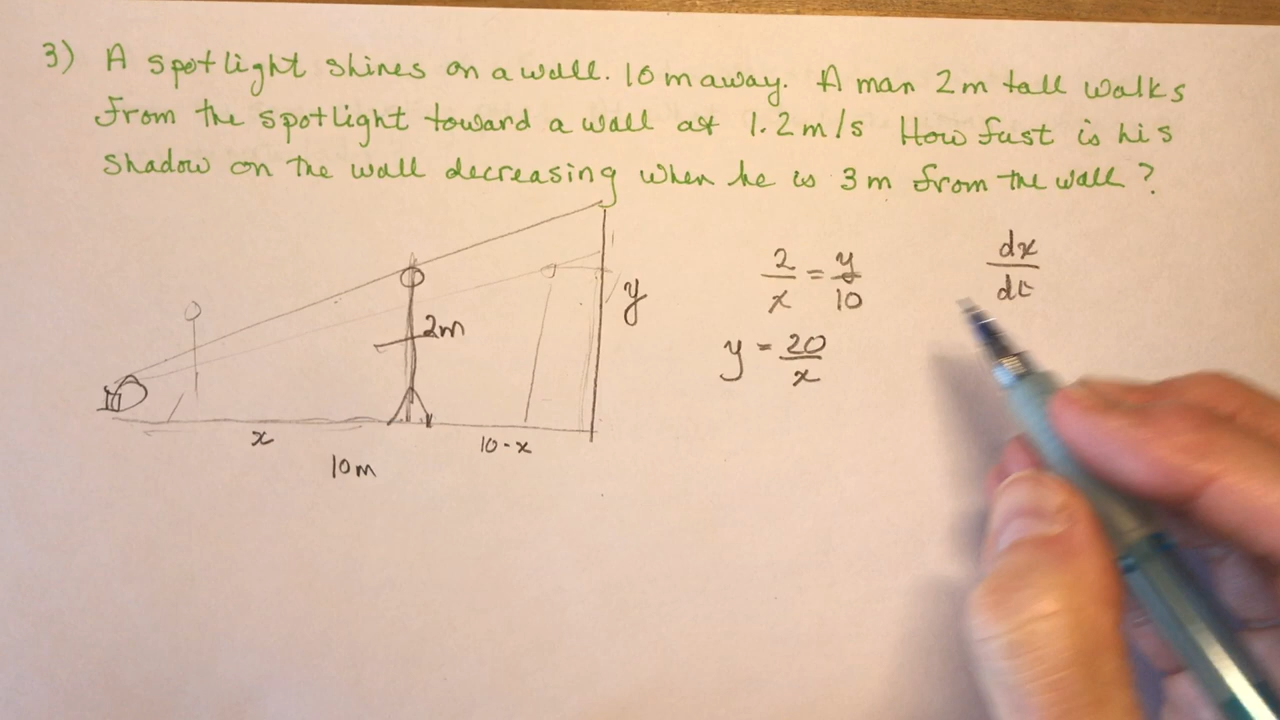 3) A spotlight shines on a wall. 10 m away. A man 2m tall walks
from the spotlight toward a wall at 1.2 m/s How fast is his
shadow on the wall decreasing when he is 3 m from the wall?
2/x = y/10
dx/dt
y = 20/x
2m
y
x
10-x
10m